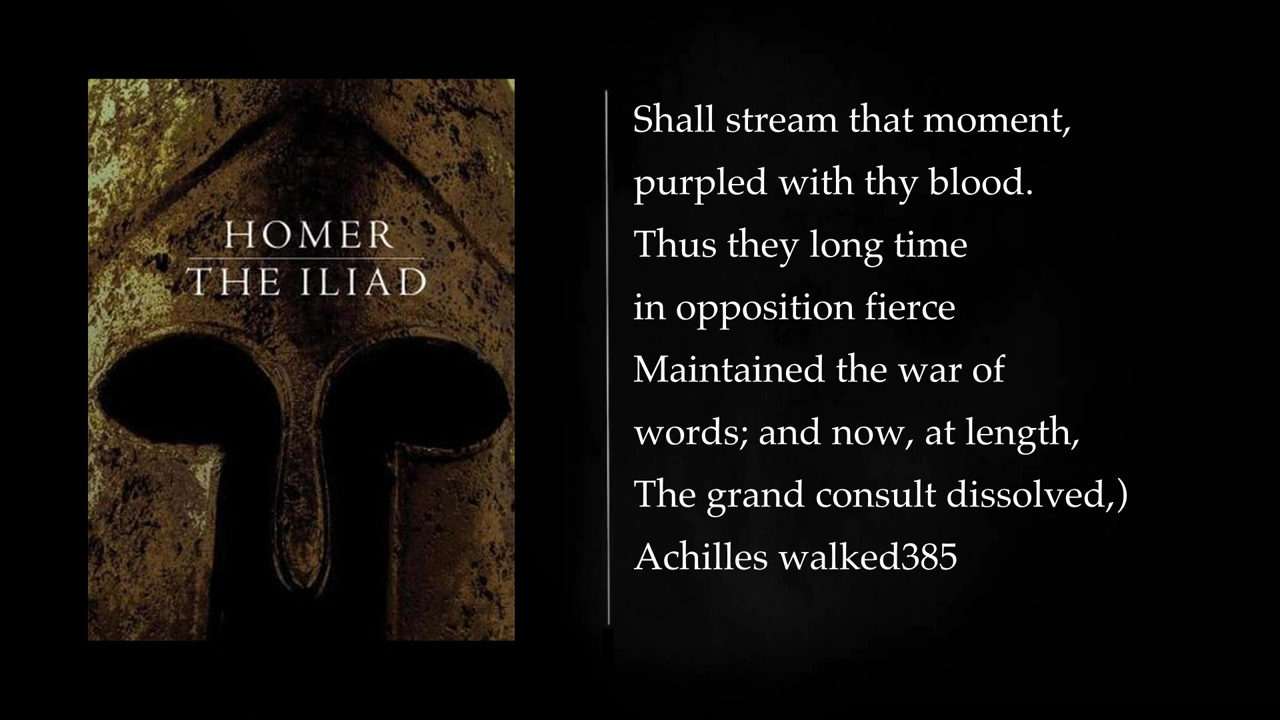 HOMER
THE ILIAD
Shall stream that moment,
purpled with thy blood.
Thus they long time
in opposition fierce
Maintained the war of
words; and now, at length,
The grand consult dissolved,)
Achilles walked385